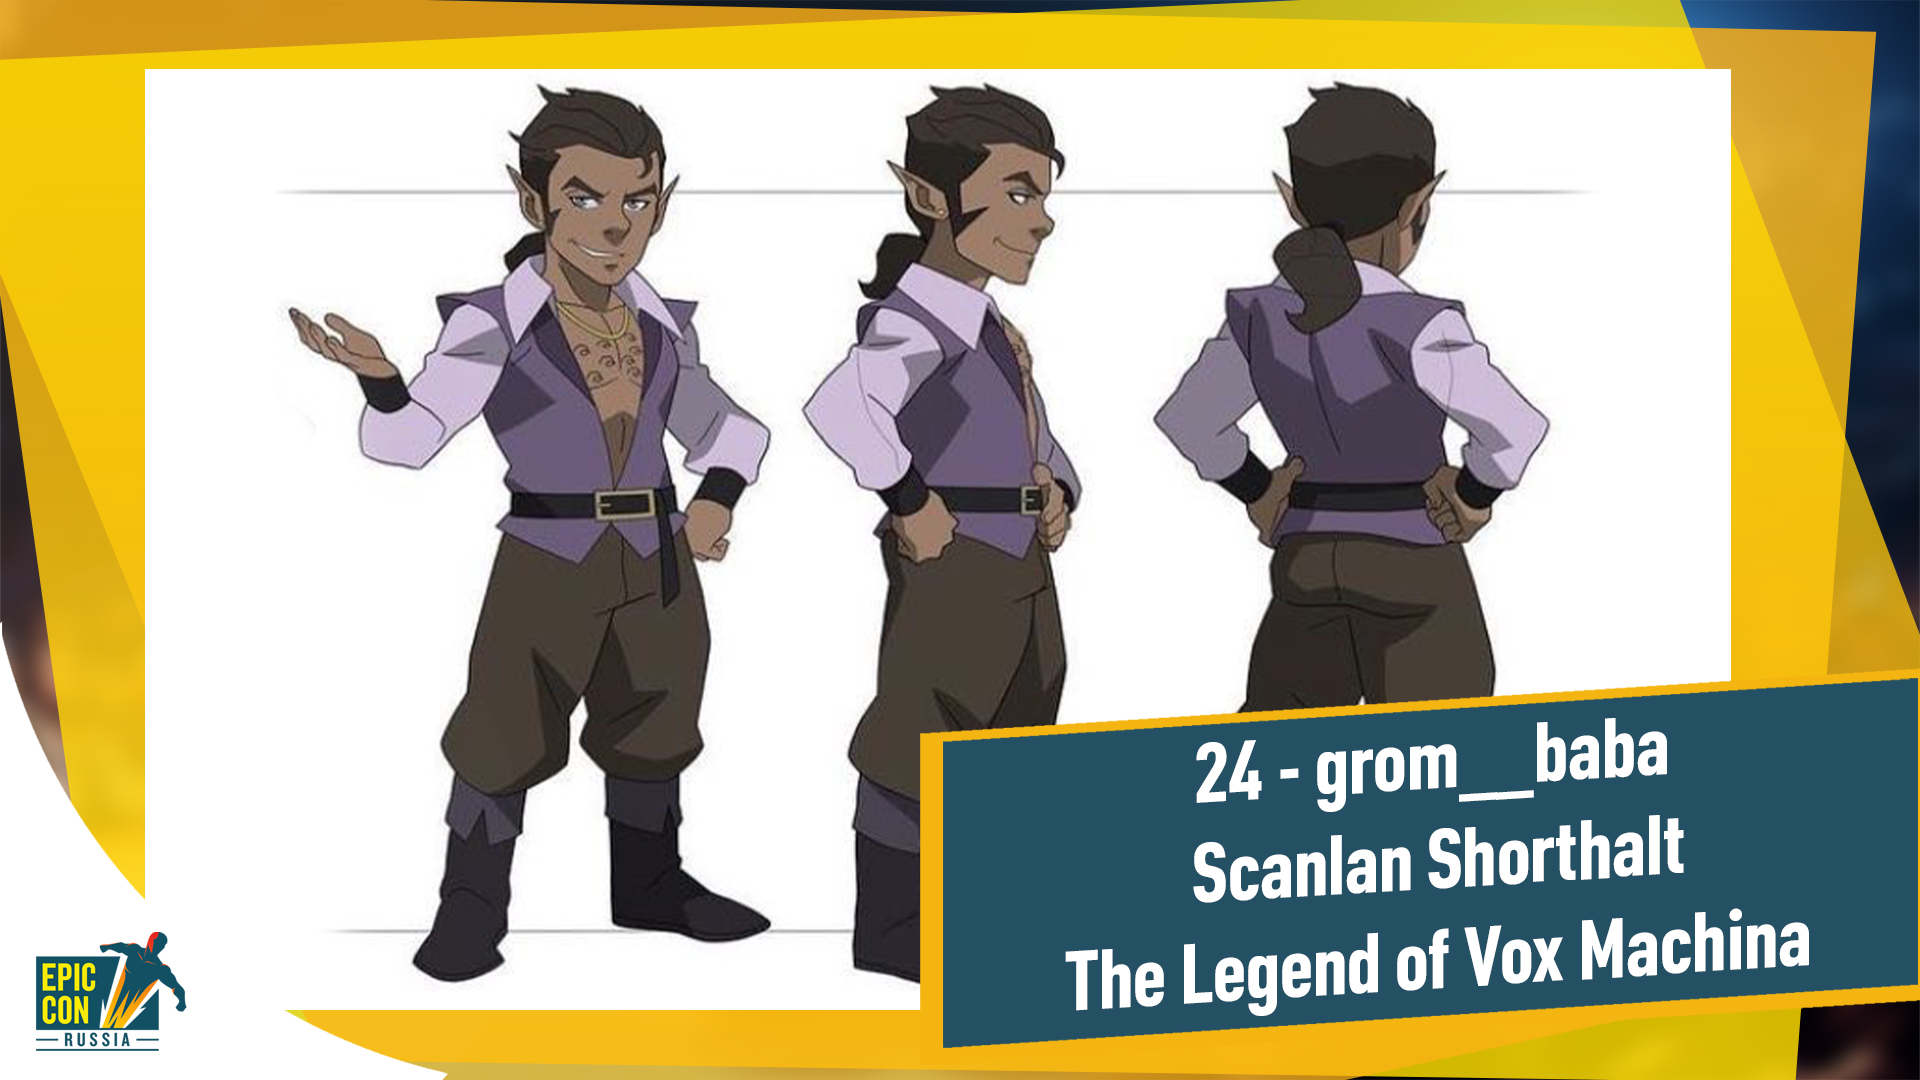 24 - grom__baba
Scanlan Shorthalt
The Legend of Vox Machina
EPIC
CON
RUSSIA